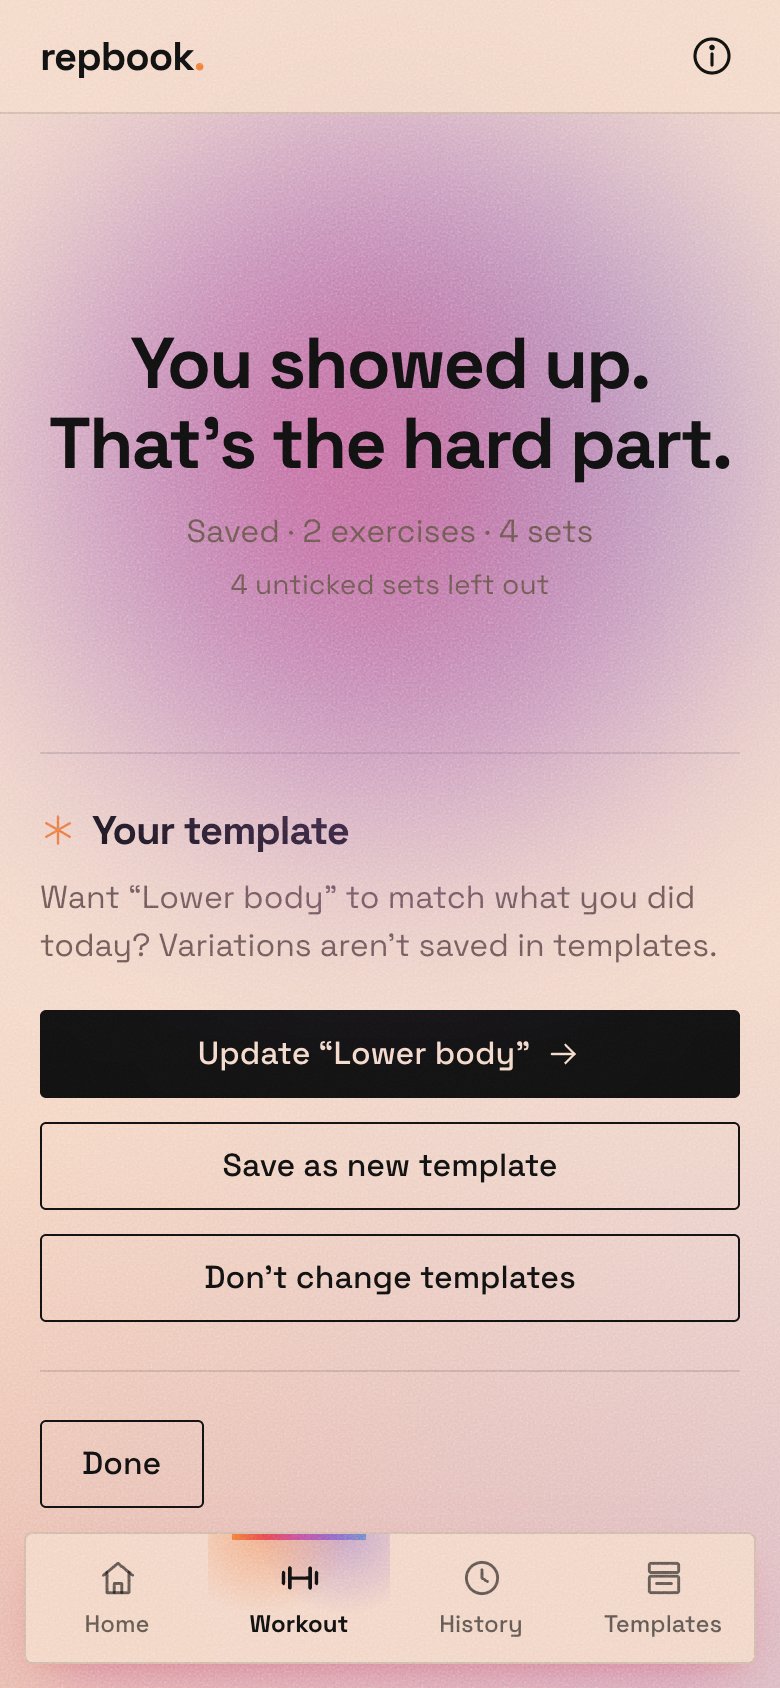 repbook.
You showed up.
That’s the hard part.
Saved · 2 exercises · 4 sets
4 unticked sets left out
Your template
Want “Lower body” to match what you did
today? Variations aren’t saved in templates.
Update “Lower body” →
Save as new template
Don’t change templates
Done
Home
Workout
History
Templates